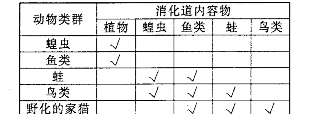 动物类群 消化道内容物
植物 蝗虫 鱼类 蛙 鸟类
蝗虫 √
鱼类 √
蛙 √ √
鸟类 √ √ √
野化的家猫 √ √ √